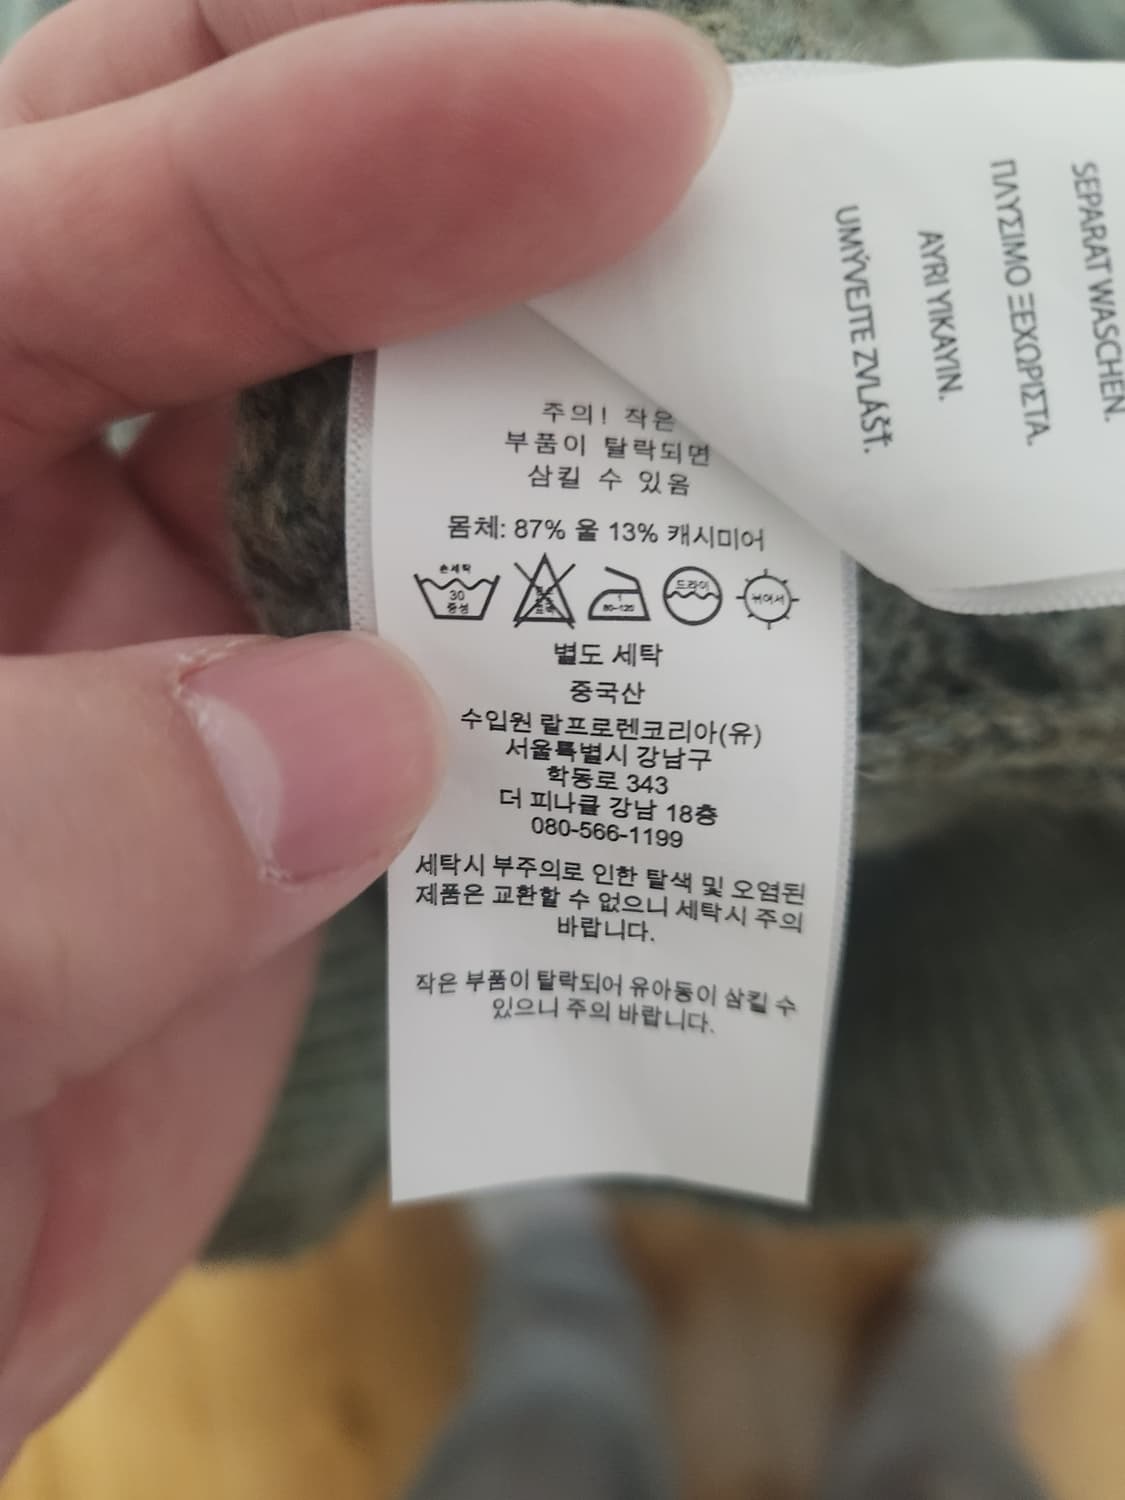 주의! 작은
부품이 탈락되면
삼킬 수 있음
몸체: 87% 울 13% 캐시미어
손세탁
30
중성
1
80~120
드라이
뉘어서
별도 세탁
중국산
수입원 랄프로렌코리아(유)
서울특별시 강남구
학동로 343
더 피나클 강남 18층
080-566-1199
세탁시 부주의로 인한 탈색 및 오염된
제품은 교환할 수 없으니 세탁시 주의
바랍니다.
작은 부품이 탈락되어 유아동이 삼킬 수
있으니 주의 바랍니다.
SEPARAT WASCHEN.
ΠΛΥΣΙΜΟ ΞΕΧΩΡΙΣΤΑ.
AYRI YIKAYIN.
UMÝVEJTE ZVLÁŠŤ.